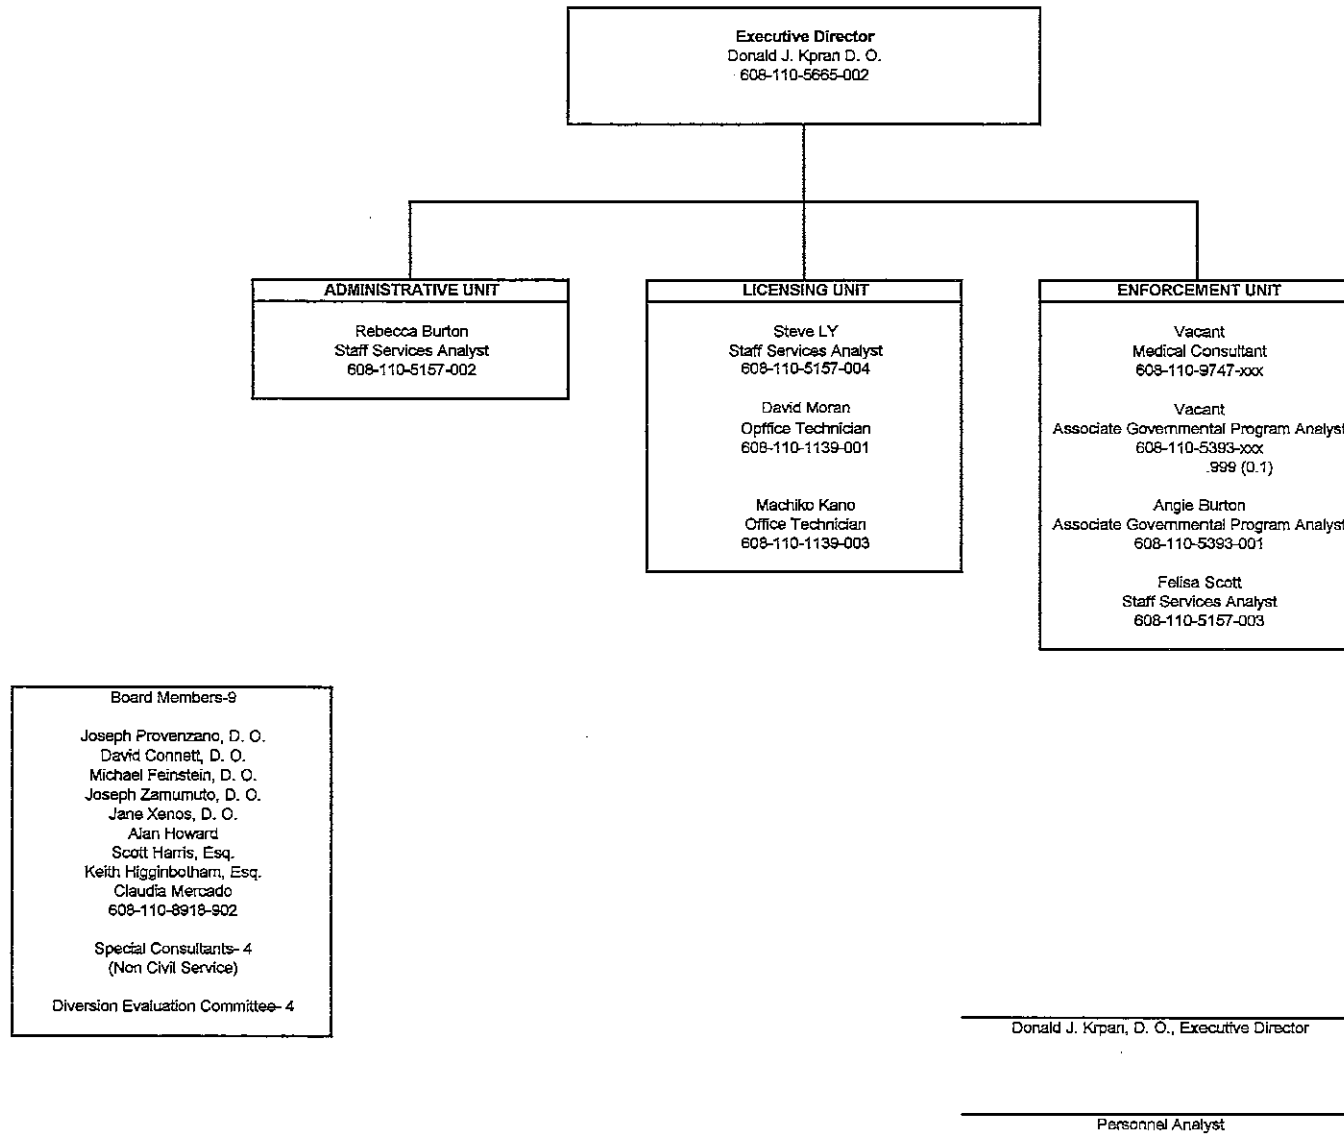 Executive Director
Donald J. Kpran D. O.
608-110-5665-002
ADMINISTRATIVE UNIT
Rebecca Burton
Staff Services Analyst
608-110-5157-002
LICENSING UNIT
Steve LY
Staff Services Analyst
608-110-5157-004
David Moran
Opffice Technician
608-110-1139-001
Machiko Kano
Office Technician
608-110-1139-003
ENFORCEMENT UNIT
Vacant
Medical Consultant
608-110-9747-xxx
Vacant
Associate Governmental Program Analyst
608-110-5393-xxx
.999 (0.1)
Angie Burton
Associate Governmental Program Analyst
608-110-5393-001
Felisa Scott
Staff Services Analyst
608-110-5157-003
Board Members-9
Joseph Provenzano, D. O.
David Connett, D. O.
Michael Feinstein, D. O.
Joseph Zamumuto, D. O.
Jane Xenos, D. O.
Alan Howard
Scott Harris, Esq.
Keith Higginbotham, Esq.
Claudia Mercado
608-110-8918-902
Special Consultants- 4
(Non Civil Service)
Diversion Evaluation Committee- 4
Donald J. Krpan, D. O., Executive Director
Personnel Analyst